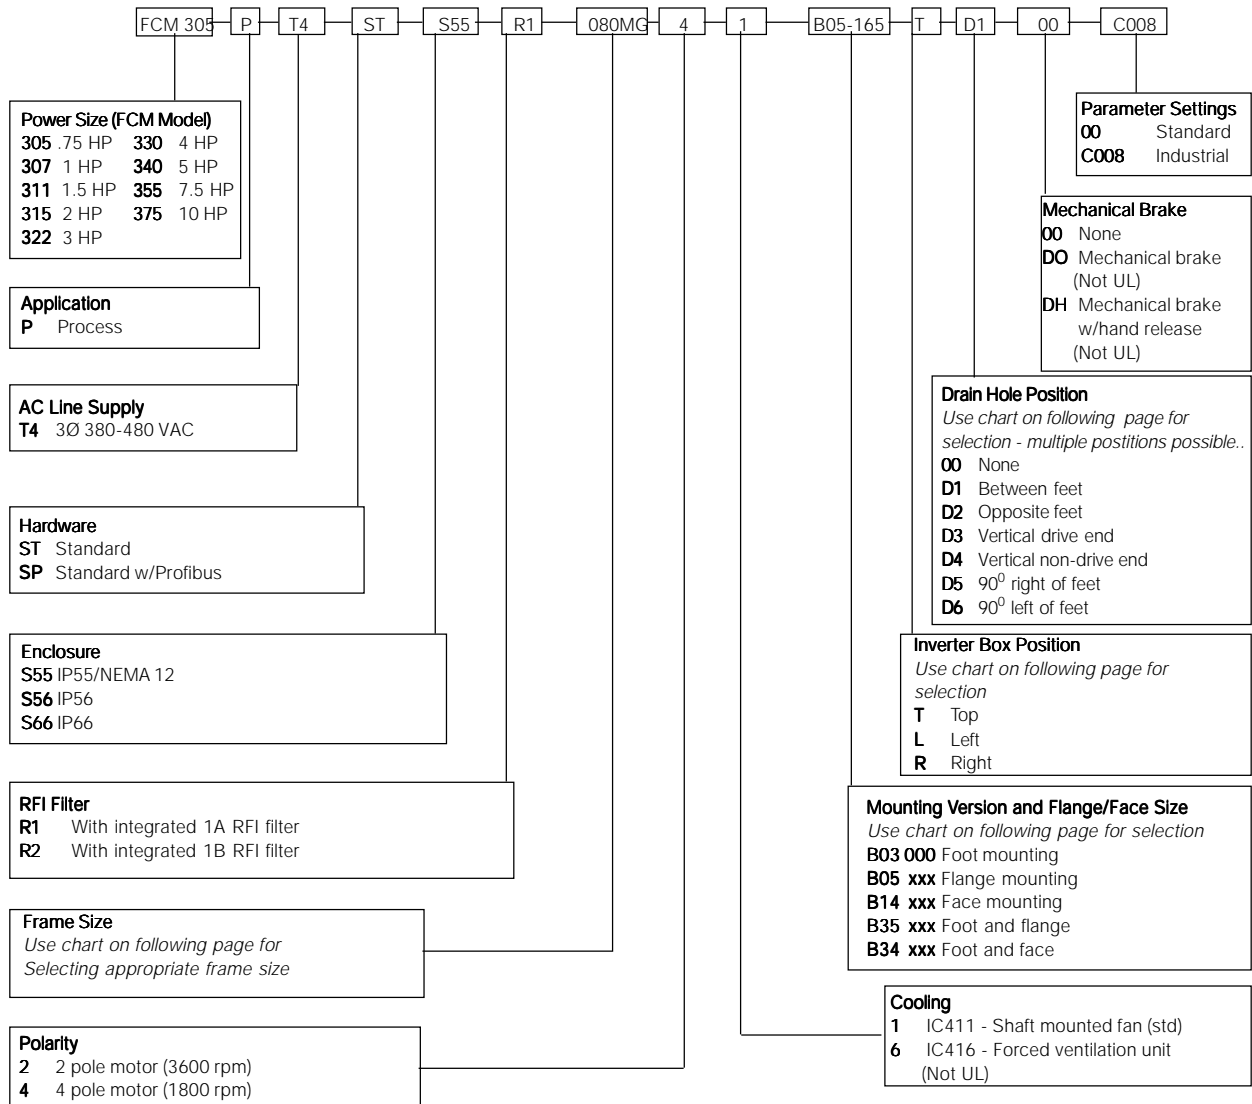 FCM 305 P T4 ST S55 R1 080MG 4 1 B05-165 T D1 00 C008
Power Size (FCM Model)
305 .75 HP 330 4 HP
307 1 HP 340 5 HP
311 1.5 HP 355 7.5 HP
315 2 HP 375 10 HP
322 3 HP
Application
P Process
AC Line Supply
T4 3Ø 380-480 VAC
Hardware
ST Standard
SP Standard w/Profibus
Enclosure
S55 IP55/NEMA 12
S56 IP56
S66 IP66
RFI Filter
R1 With integrated 1A RFI filter
R2 With integrated 1B RFI filter
Frame Size
Use chart on following page for
Selecting appropriate frame size
Polarity
2 2 pole motor (3600 rpm)
4 4 pole motor (1800 rpm)
Parameter Settings
00 Standard
C008 Industrial
Mechanical Brake
00 None
DO Mechanical brake
(Not UL)
DH Mechanical brake
w/hand release
(Not UL)
Drain Hole Position
Use chart on following page for
selection - multiple postitions possible..
00 None
D1 Between feet
D2 Opposite feet
D3 Vertical drive end
D4 Vertical non-drive end
D5 90⁰ right of feet
D6 90⁰ left of feet
Inverter Box Position
Use chart on following page for
selection
T Top
L Left
R Right
Mounting Version and Flange/Face Size
Use chart on following page for selection
B03 000 Foot mounting
B05 xxx Flange mounting
B14 xxx Face mounting
B35 xxx Foot and flange
B34 xxx Foot and face
Cooling
1 IC411 - Shaft mounted fan (std)
6 IC416 - Forced ventilation unit
(Not UL)